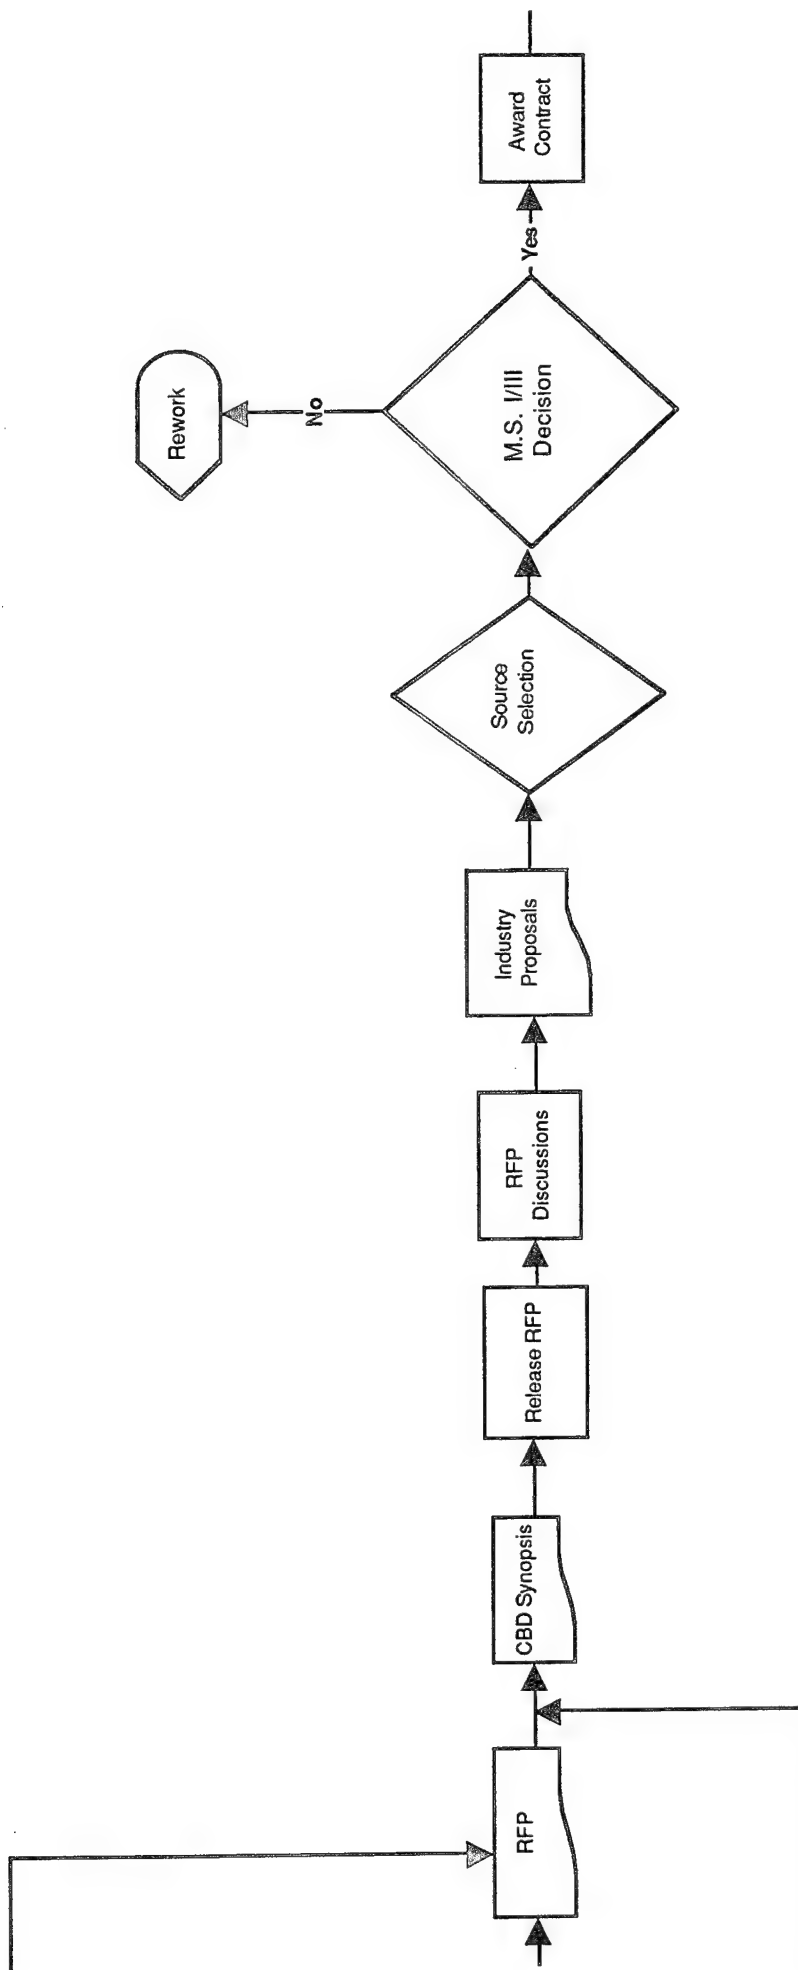 RFP
CBD Synopsis
Release RFP
RFP
Discussions
Industry
Proposals
Source
Selection
M.S. I/III
Decision
No
Rework
Yes
Award
Contract